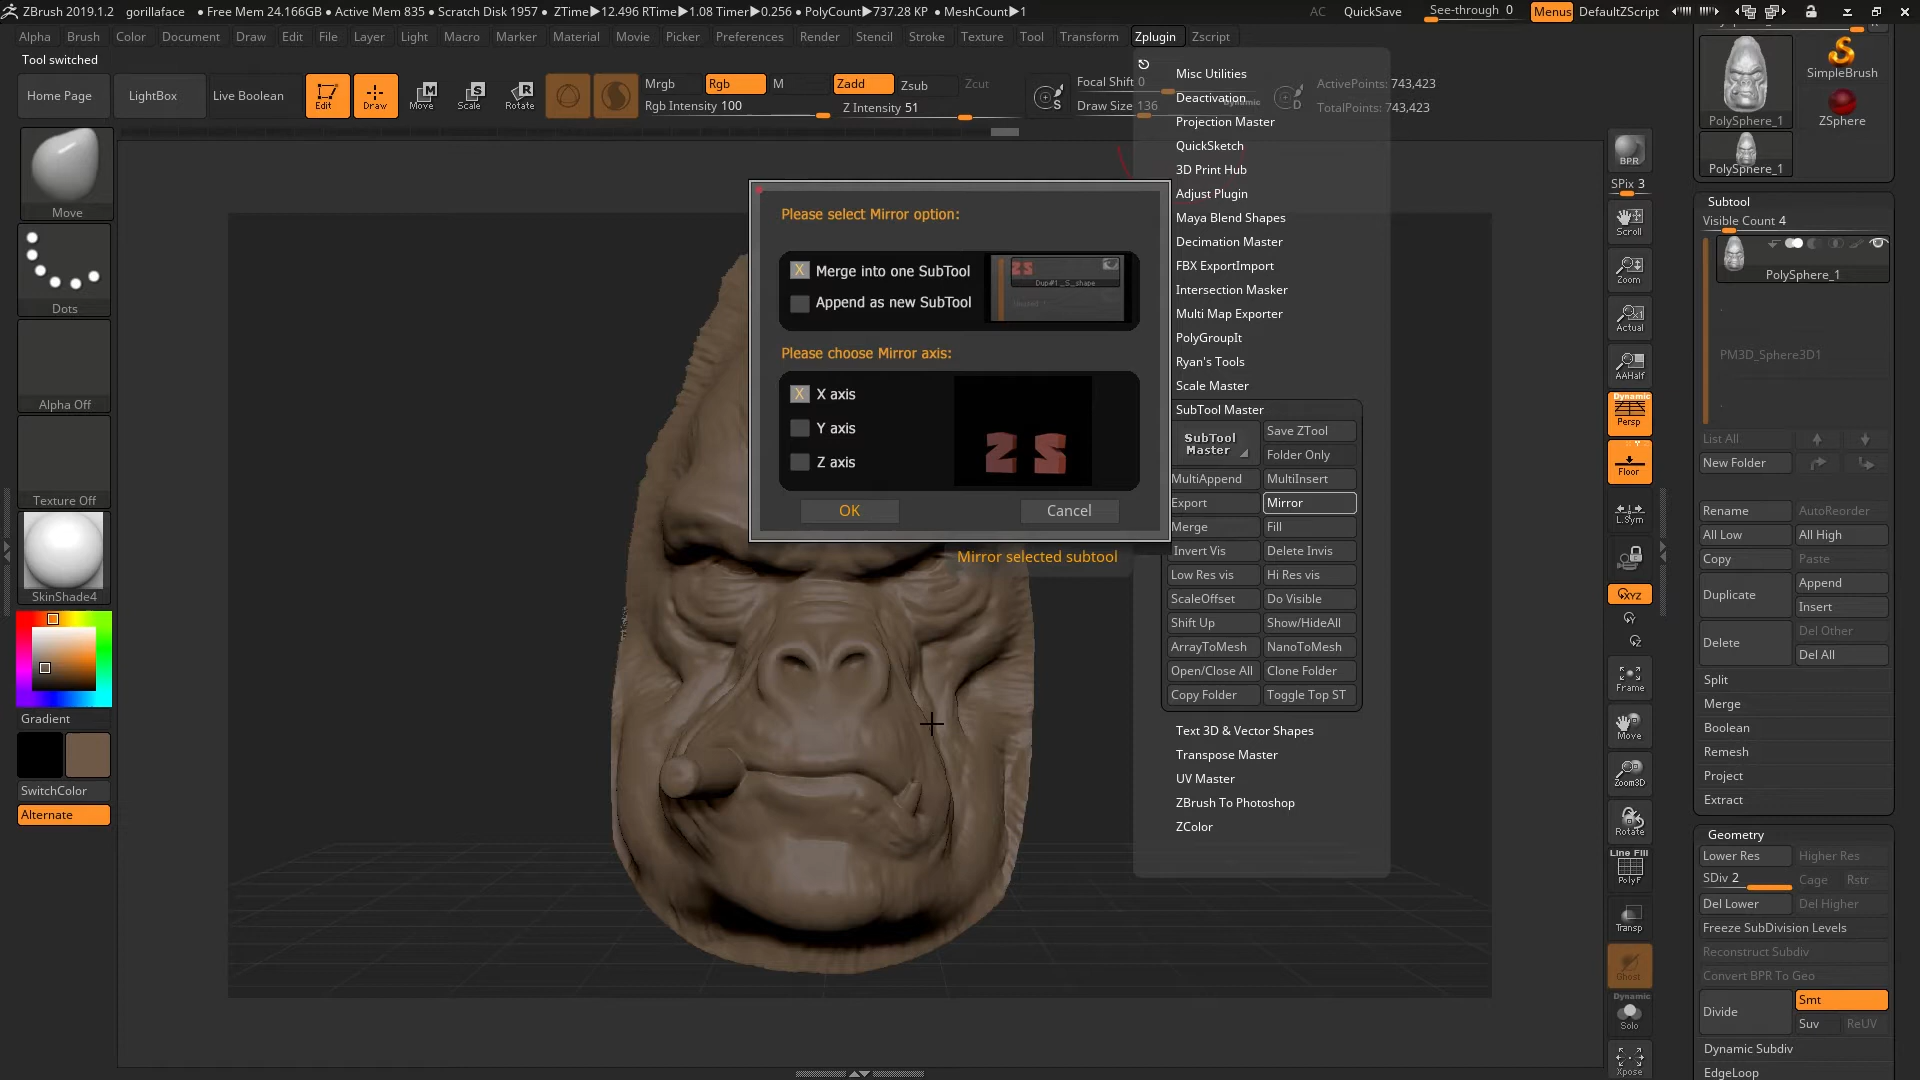 ZBrush 2019.1.2 gorillaface • Free Mem 24.166GB • Active Mem 835 • Scratch Disk 1957 • ZTime▶12.496 RTime▶1.08 Timer▶0.256 • PolyCount▶737.28 KP • MeshCount▶1 AC QuickSave See-through 0 Menus DefaultZScript
Alpha Brush Color Document Draw Edit File Layer Light Macro Marker Material Movie Picker Preferences Render Stencil Stroke Texture Tool Transform Zplugin Zscript
Tool switched
Home Page LightBox Live Boolean Edit Draw Move Scale Rotate
Mrgb Rgb M Zadd Zsub Zcut
Rgb Intensity 100 Z Intensity 51
Focal Shift 0
Draw Size 136 Dynamic
ActivePoints: 743,423
TotalPoints: 743,423
Move
Dots
Alpha Off
Texture Off
SkinShade4
Gradient
SwitchColor
Alternate
Please select Mirror option:
Merge into one SubTool
Append as new SubTool
Dup#1_S_shape
Please choose Mirror axis:
X axis
Y axis
Z axis
OK Cancel
Mirror selected subtool
Misc Utilities
Deactivation
Projection Master
QuickSketch
3D Print Hub
Adjust Plugin
Maya Blend Shapes
Decimation Master
FBX ExportImport
Intersection Masker
Multi Map Exporter
PolyGroupIt
Ryan's Tools
Scale Master
SubTool Master
SubTool Master Save ZTool
Folder Only
MultiAppend MultiInsert
Export Mirror
Merge Fill
Invert Vis Delete Invis
Low Res vis Hi Res vis
ScaleOffset Do Visible
Shift Up Show/HideAll
ArrayToMesh NanoToMesh
Open/Close All Clone Folder
Copy Folder Toggle Top ST
Text 3D & Vector Shapes
Transpose Master
UV Master
ZBrush To Photoshop
ZColor
BPR
SPix 3
Scroll
Zoom
Actual
AAHalf
Dynamic
Persp
Floor
L.Sym
XYZ
Y
Z
Frame
Move
Zoom3D
Rotate
Line Fill
PolyF
Transp
Ghost
Dynamic
Solo
Xpose
PolySphere_1
SimpleBrush
ZSphere
PolySphere_1
Subtool
Visible Count 4
PolySphere_1
PM3D_Sphere3D1
List All
New Folder
Rename AutoReorder
All Low All High
Copy Paste
Duplicate Append
Insert
Delete Del Other
Del All
Split
Merge
Boolean
Remesh
Project
Extract
Geometry
Lower Res Higher Res
SDiv 2 Cage Rstr
Del Lower Del Higher
Freeze SubDivision Levels
Reconstruct Subdiv
Convert BPR To Geo
Divide Smt
Suv ReUV
Dynamic Subdiv
EdgeLoop